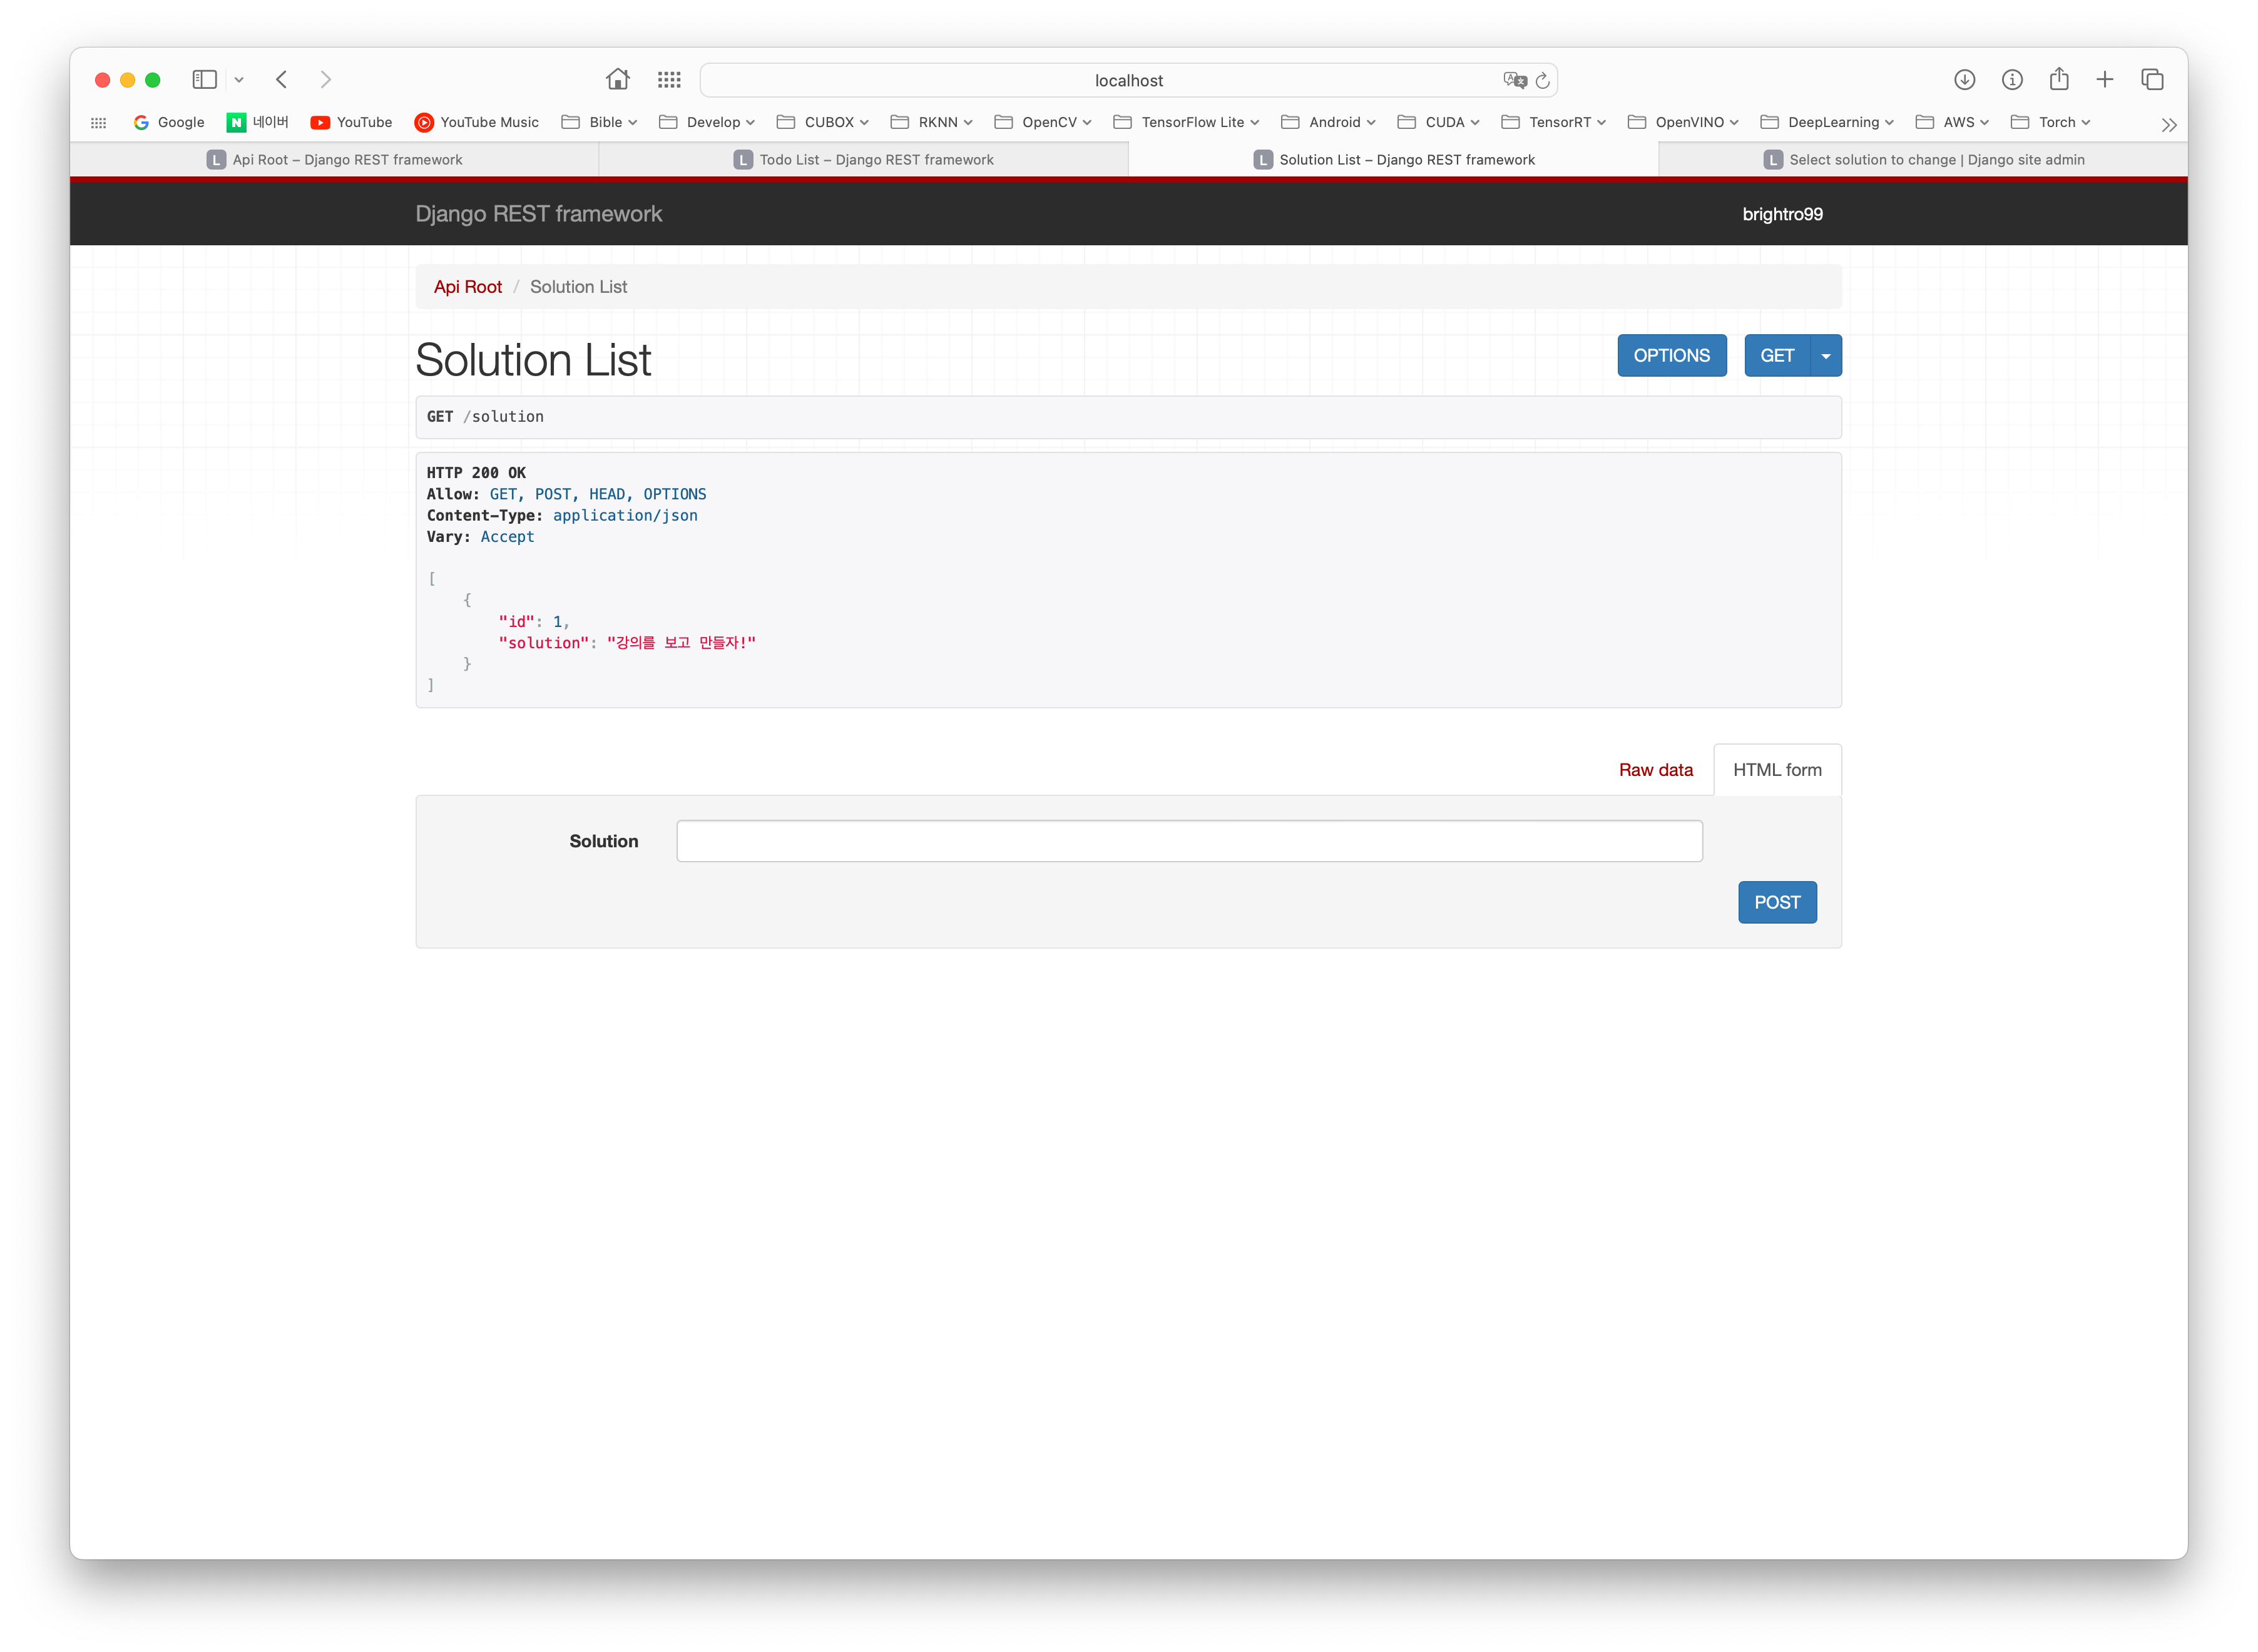 localhost
Google
네이버
YouTube
YouTube Music
Bible
Develop
CUBOX
RKNN
OpenCV
TensorFlow Lite
Android
CUDA
TensorRT
OpenVINO
DeepLearning
AWS
Torch
L Api Root – Django REST framework
L Todo List – Django REST framework
L Solution List – Django REST framework
L Select solution to change | Django site admin
Django REST framework
brightro99
Api Root / Solution List
Solution List
OPTIONS
GET
GET /solution
HTTP 200 OK
Allow: GET, POST, HEAD, OPTIONS
Content-Type: application/json
Vary: Accept
[
{
"id": 1,
"solution": "강의를 보고 만들자!"
}
]
Raw data
HTML form
Solution
POST